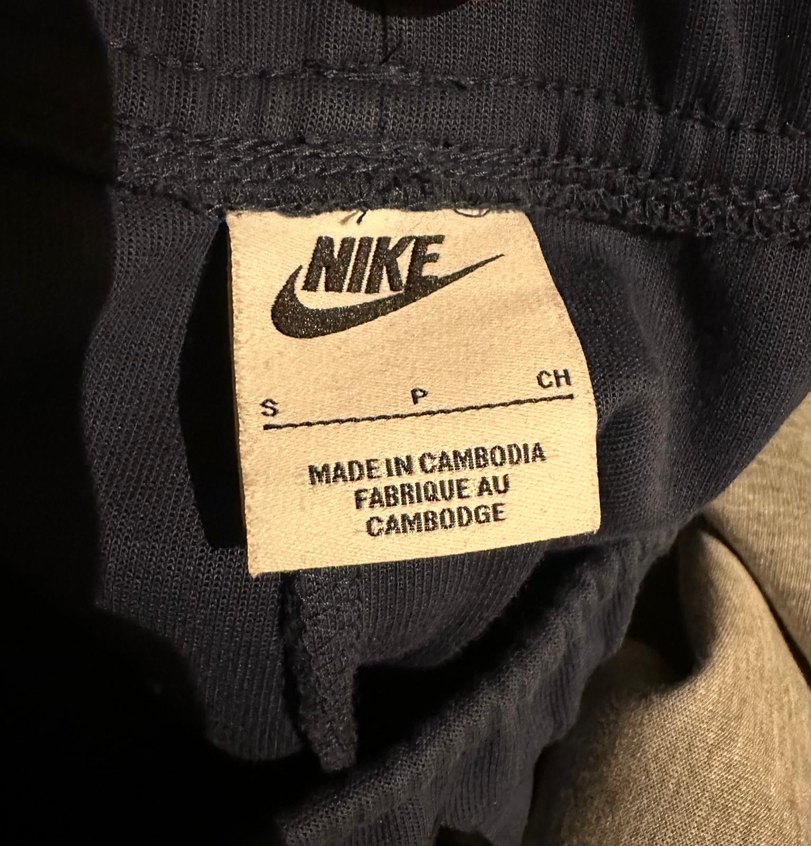 NIKE
S P CH
MADE IN CAMBODIA
FABRIQUE AU
CAMBODGE